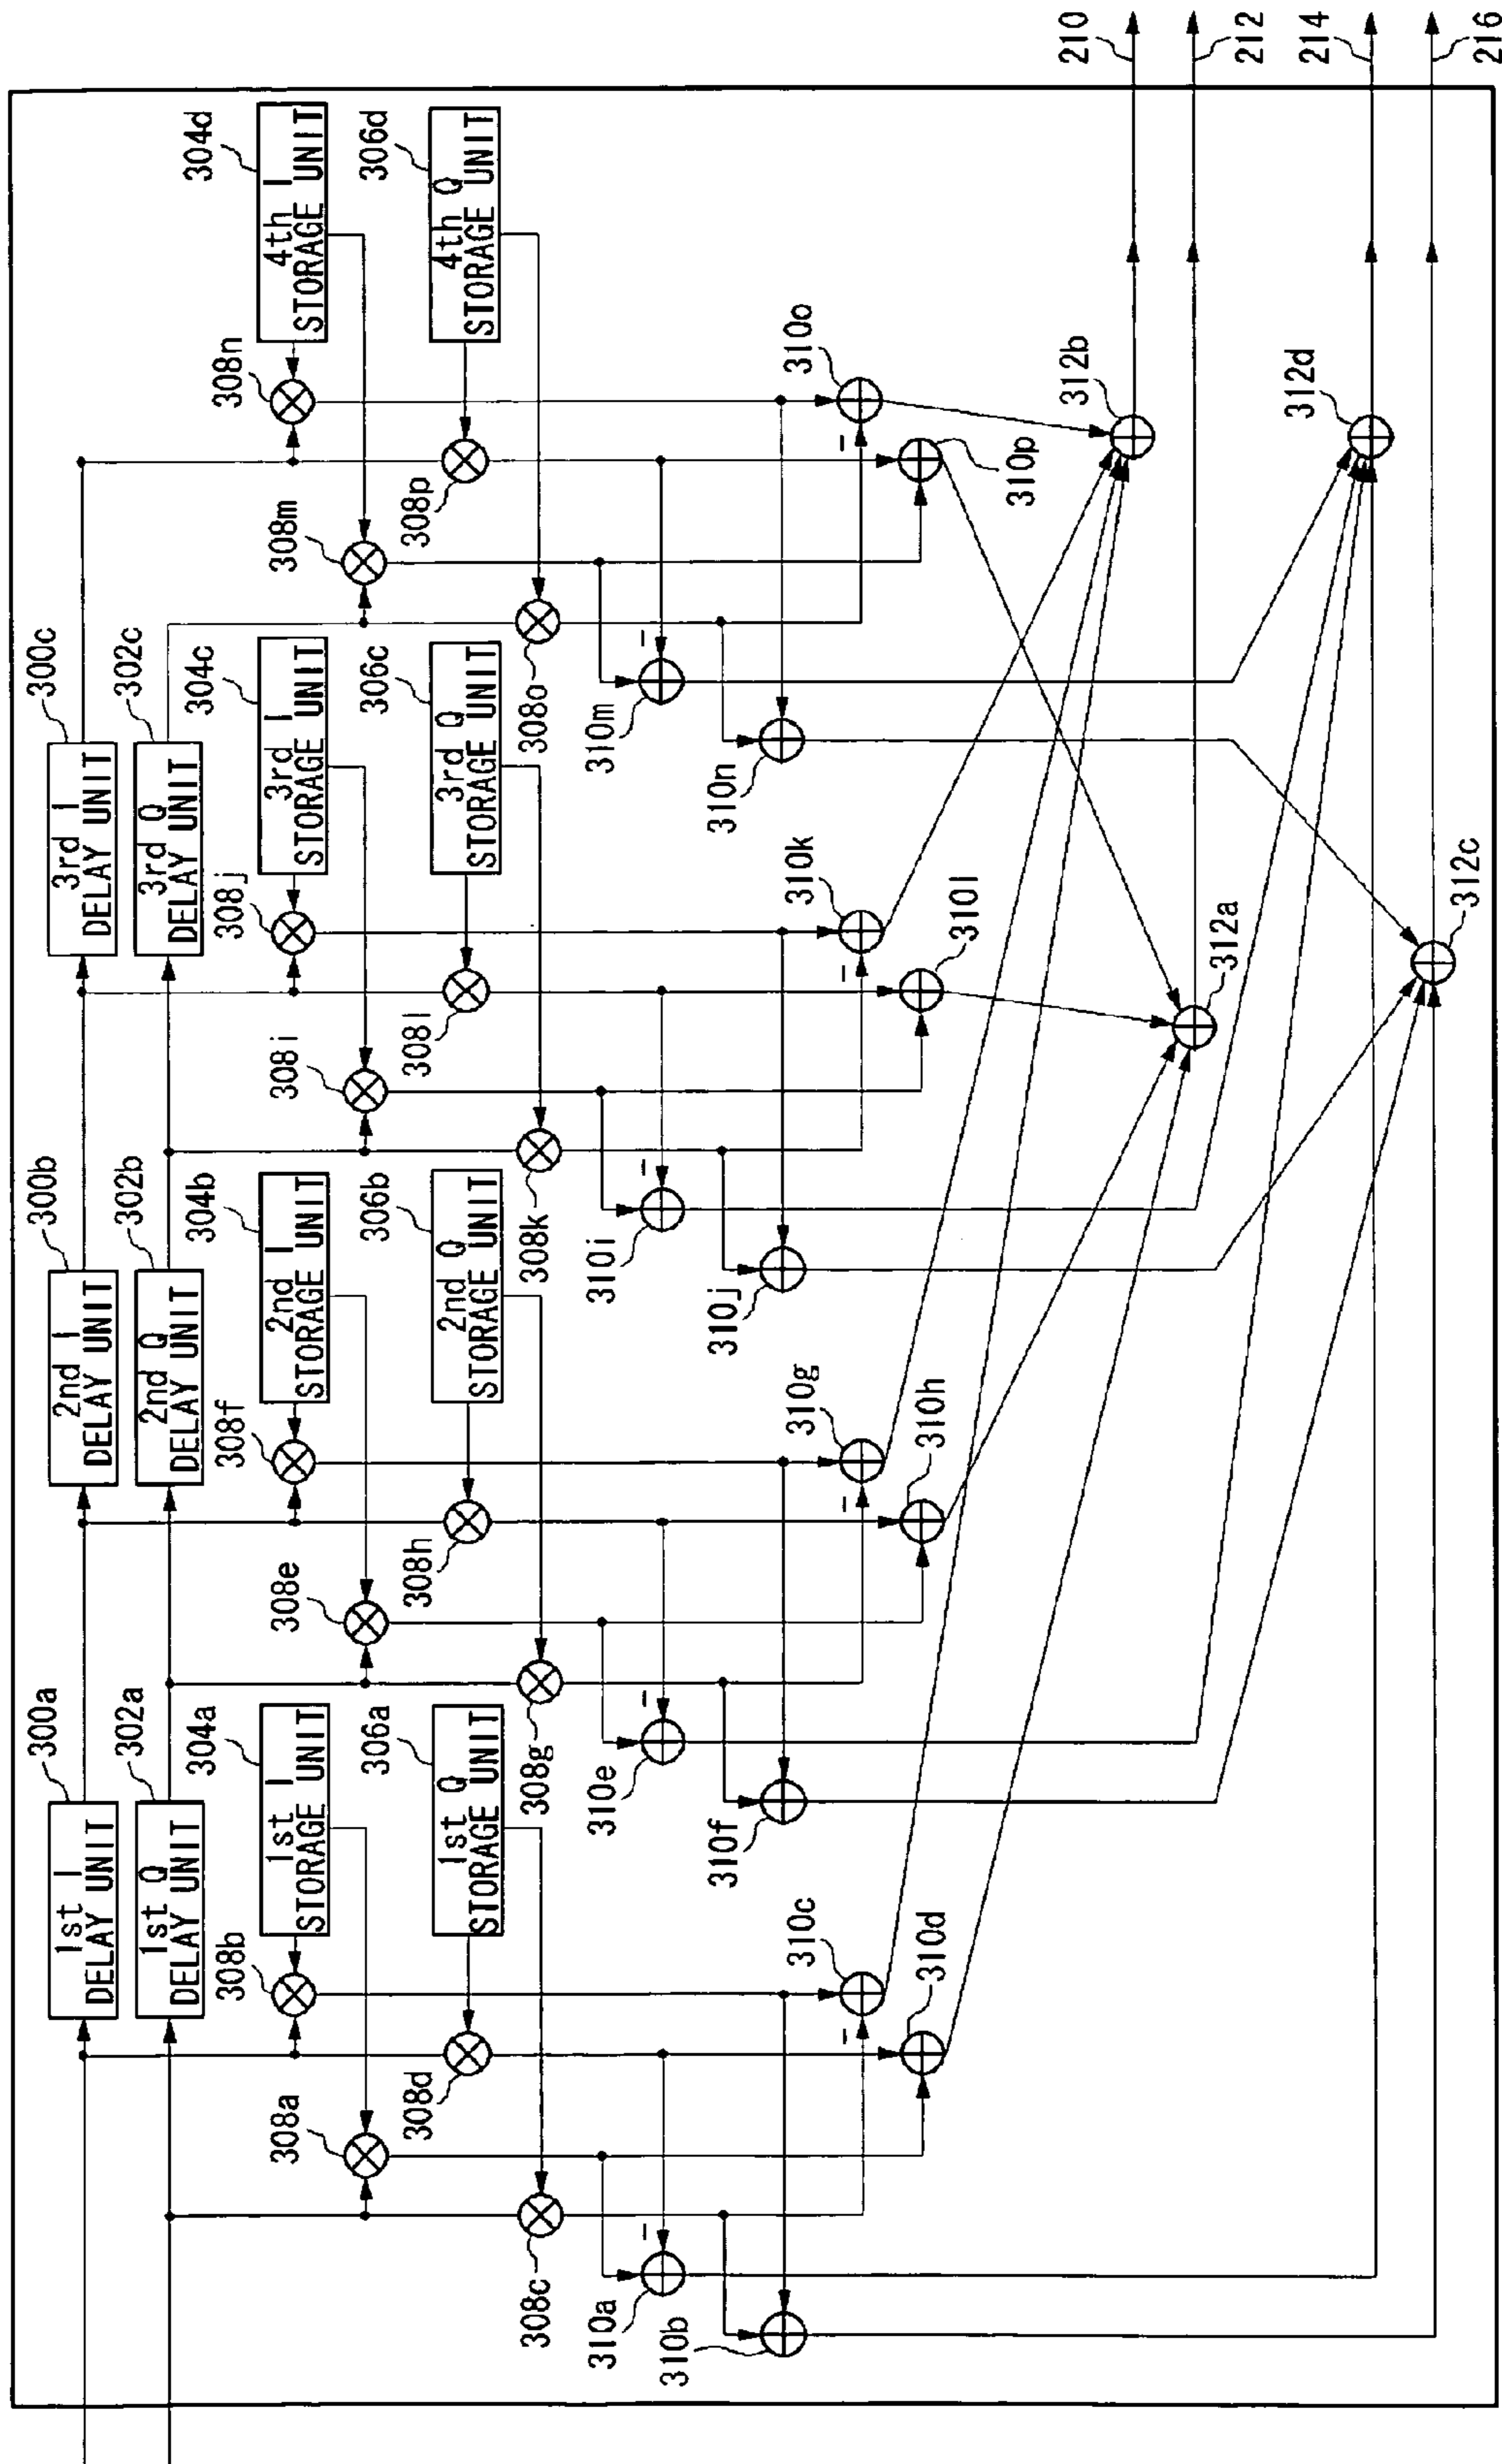 300a
1st I
DELAY UNIT
300b
2nd I
DELAY UNIT
300c
3rd I
DELAY UNIT
302a
1st Q
DELAY UNIT
302b
2nd Q
DELAY UNIT
302c
3rd Q
DELAY UNIT
304a
1st I
STORAGE UNIT
304b
2nd I
STORAGE UNIT
304c
3rd I
STORAGE UNIT
304d
4th I
STORAGE UNIT
306a
1st Q
STORAGE UNIT
306b
2nd Q
STORAGE UNIT
306c
3rd Q
STORAGE UNIT
306d
4th Q
STORAGE UNIT
308a
308b
308c
308d
308e
308f
308g
308h
308i
308j
308k
308l
308m
308n
308o
308p
310a
-
310b
310c
-
310d
310e
-
310f
310g
-
310h
310i
-
310j
310k
-
310l
310m
-
310n
310o
-
310p
312a
312b
312c
312d
210
212
214
216